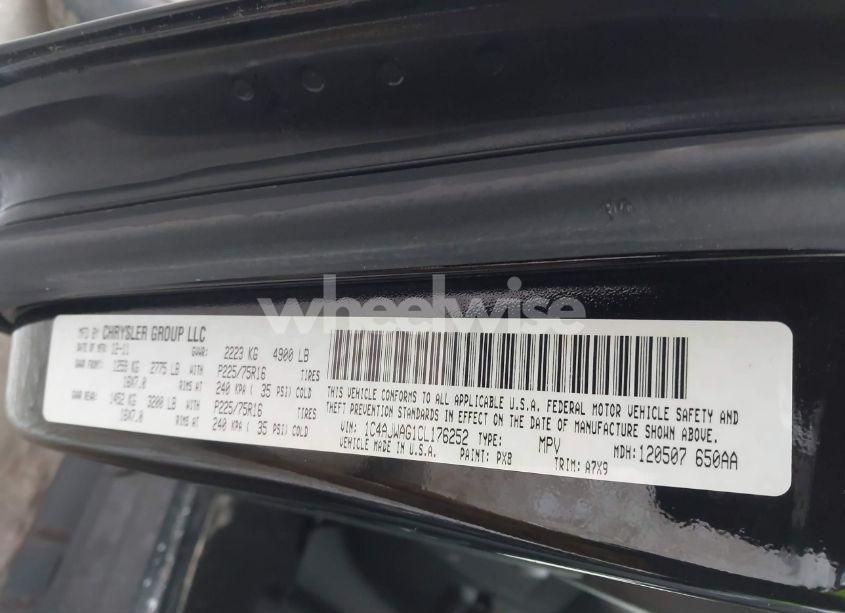 wheelwise
MFD BY CHRYSLER GROUP LLC
DATE OF MFR 12-11 GVWR: 2223 KG 4900 LB
GAWR FRONT: 1259 KG 2775 LB WITH P225/75R16 TIRES
16X7.0 RIMS AT 240 KPA ( 35 PSI) COLD
GAWR REAR: 1452 KG 3200 LB WITH P225/75R16 TIRES
16X7.0 RIMS AT 240 KPA ( 35 PSI) COLD
THIS VEHICLE CONFORMS TO ALL APPLICABLE U.S.A. FEDERAL MOTOR VEHICLE SAFETY AND
THEFT PREVENTION STANDARDS IN EFFECT ON THE DATE OF MANUFACTURE SHOWN ABOVE.
VIN: 1C4AJWAG1CL176252 TYPE: MPV MDH: 120507 650AA
VEHICLE MADE IN U.S.A. PAINT: PX8 TRIM: A7X9